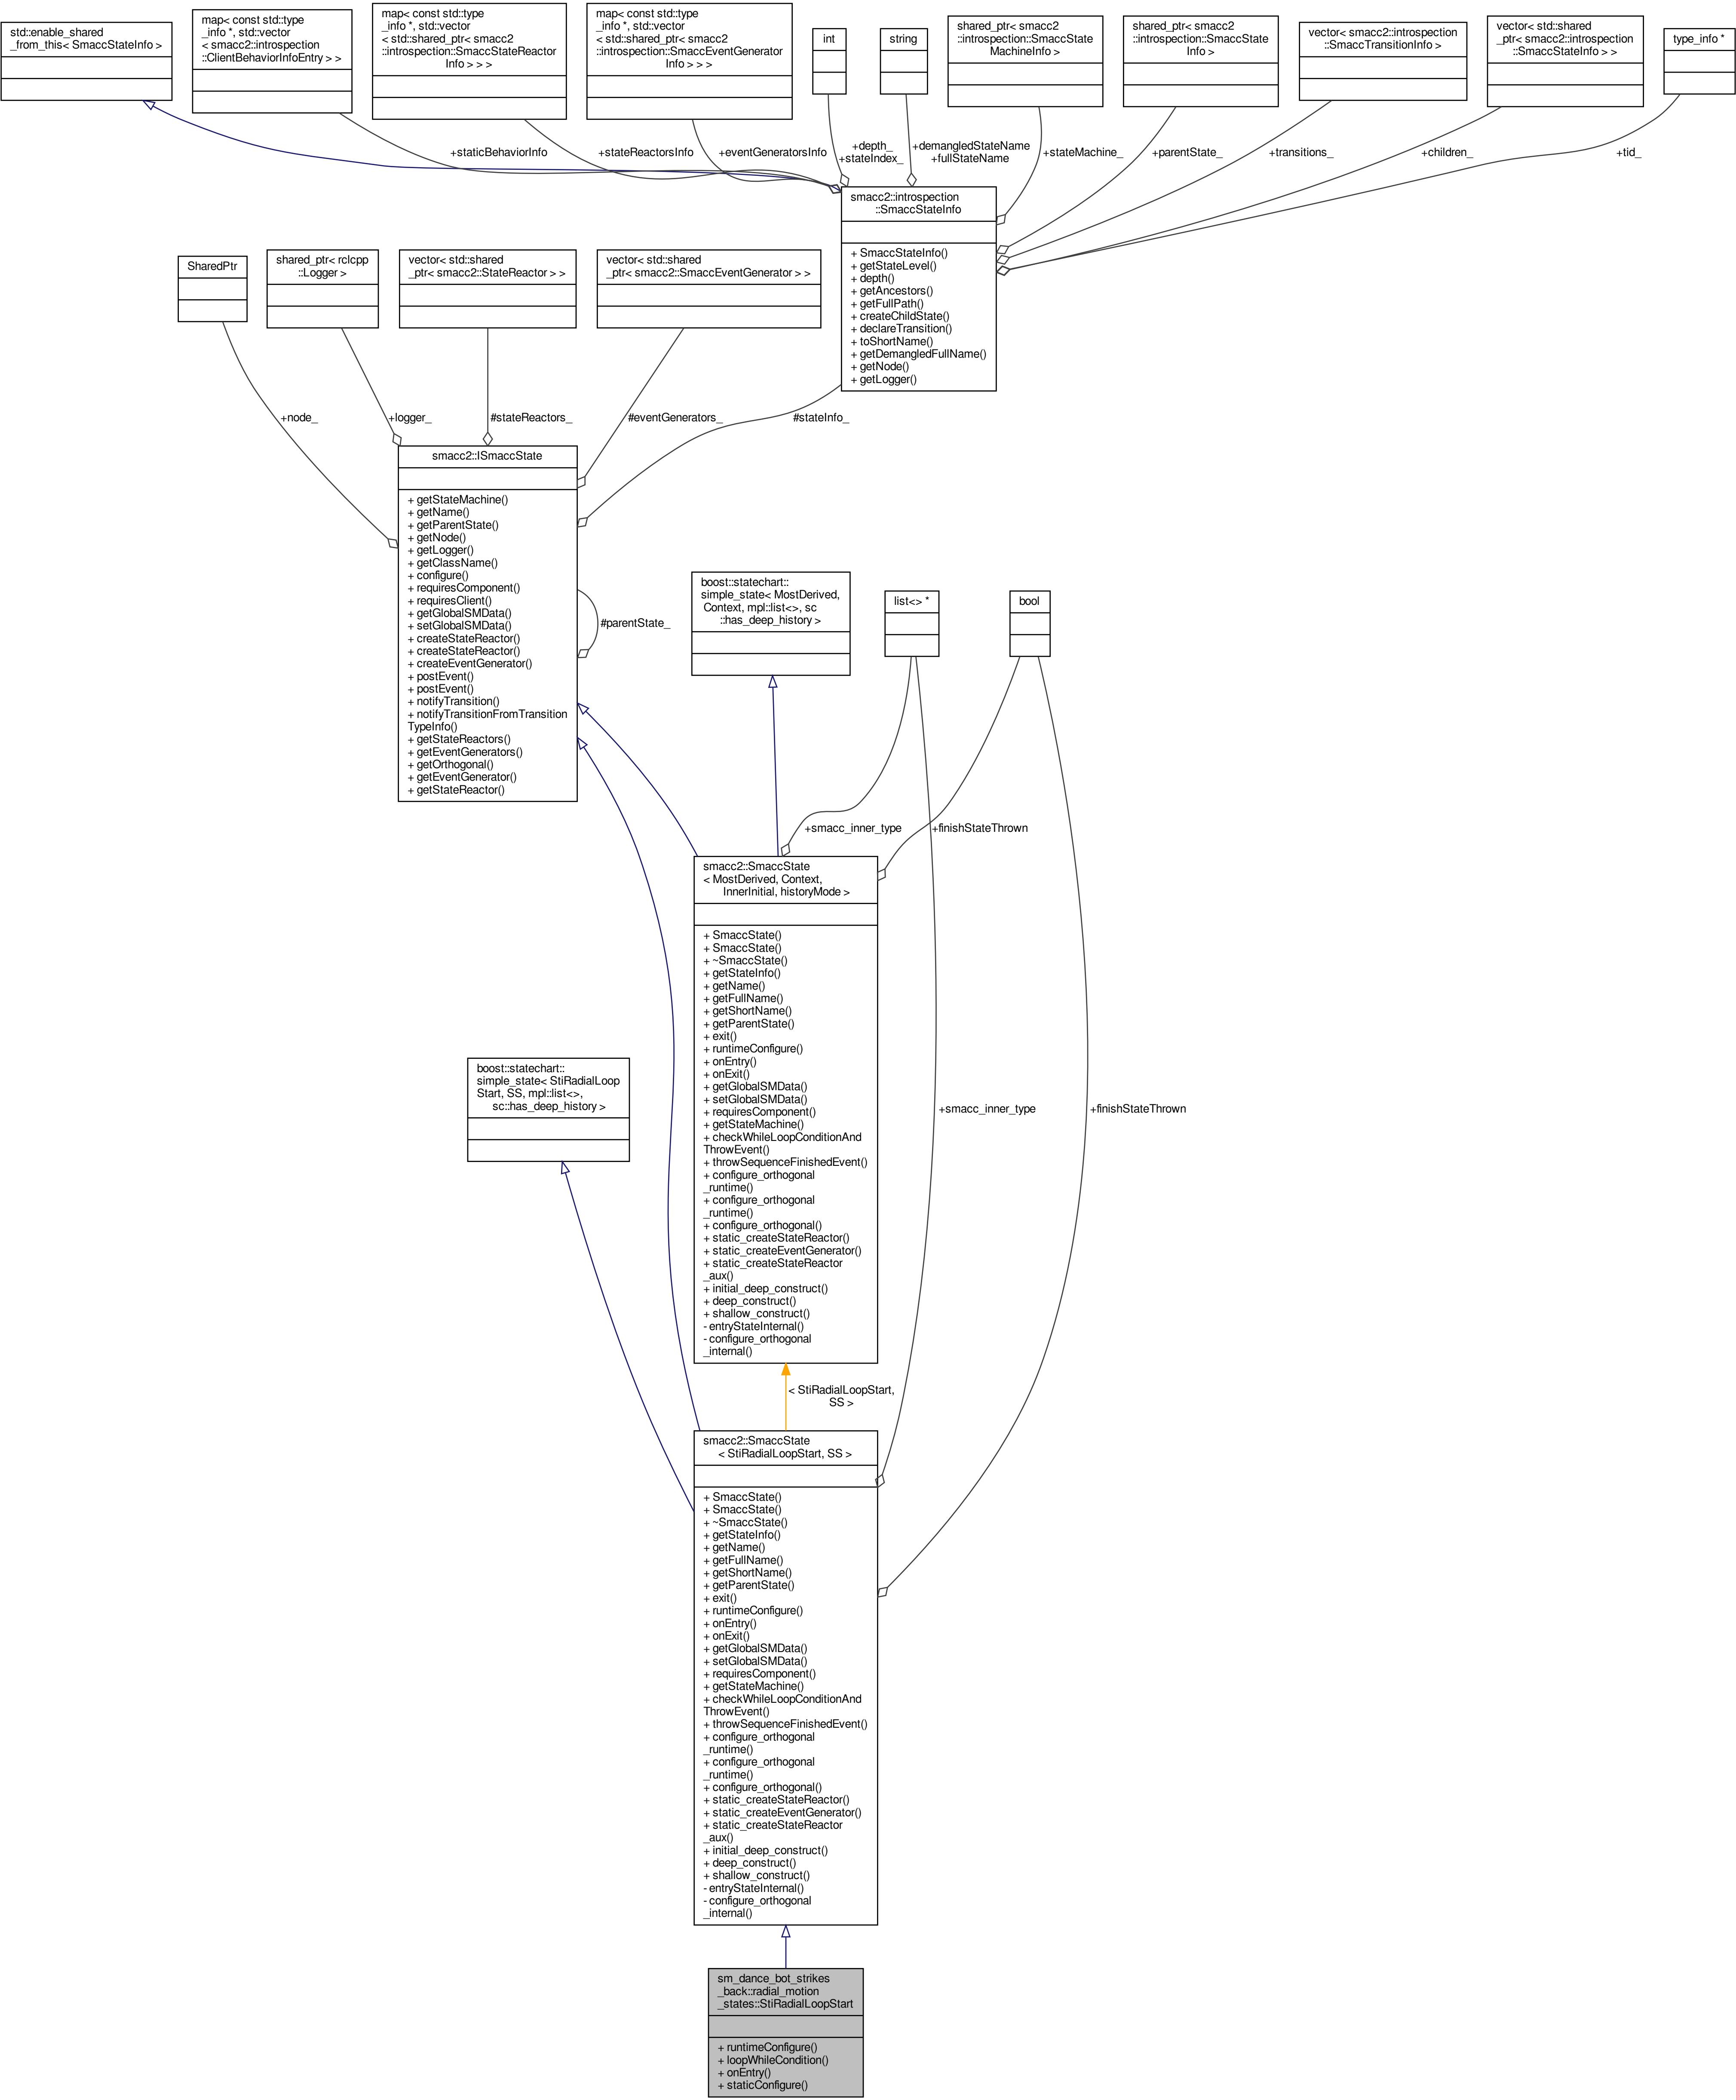 std::enable_shared
_from_this< SmaccStateInfo >
map< const std::type
_info *, std::vector
< smacc2::introspection
::ClientBehaviorInfoEntry > >
map< const std::type
_info *, std::vector
< std::shared_ptr< smacc2
::introspection::SmaccStateReactor
Info > > >
map< const std::type
_info *, std::vector
< std::shared_ptr< smacc2
::introspection::SmaccEventGenerator
Info > > >
int
string
shared_ptr< smacc2
::introspection::SmaccState
MachineInfo >
shared_ptr< smacc2
::introspection::SmaccState
Info >
vector< smacc2::introspection
::SmaccTransitionInfo >
vector< std::shared
_ptr< smacc2::introspection
::SmaccStateInfo > >
type_info *
+staticBehaviorInfo
+stateReactorsInfo
+eventGeneratorsInfo
+depth_
+stateIndex_
+demangledStateName
+fullStateName
+stateMachine_
+parentState_
+transitions_
+children_
+tid_
smacc2::introspection
::SmaccStateInfo
+ SmaccStateInfo()
+ getStateLevel()
+ depth()
+ getAncestors()
+ getFullPath()
+ createChildState()
+ declareTransition()
+ toShortName()
+ getDemangledFullName()
+ getNode()
+ getLogger()
SharedPtr
shared_ptr< rclcpp
::Logger >
vector< std::shared
_ptr< smacc2::StateReactor > >
vector< std::shared
_ptr< smacc2::SmaccEventGenerator > >
+node_
+logger_
#stateReactors_
#eventGenerators_
#stateInfo_
smacc2::ISmaccState
+ getStateMachine()
+ getName()
+ getParentState()
+ getNode()
+ getLogger()
+ getClassName()
+ configure()
+ requiresComponent()
+ requiresClient()
+ getGlobalSMData()
+ setGlobalSMData()
+ createStateReactor()
+ createStateReactor()
+ createEventGenerator()
+ postEvent()
+ postEvent()
+ notifyTransition()
+ notifyTransitionFromTransition
TypeInfo()
+ getStateReactors()
+ getEventGenerators()
+ getOrthogonal()
+ getEventGenerator()
+ getStateReactor()
#parentState_
boost::statechart::
simple_state< MostDerived,
Context, mpl::list<>, sc
::has_deep_history >
list<> *
bool
+smacc_inner_type
+finishStateThrown
smacc2::SmaccState
< MostDerived, Context,
InnerInitial, historyMode >
+ SmaccState()
+ SmaccState()
+ ~SmaccState()
+ getStateInfo()
+ getName()
+ getFullName()
+ getShortName()
+ getParentState()
+ exit()
+ runtimeConfigure()
+ onEntry()
+ onExit()
+ getGlobalSMData()
+ setGlobalSMData()
+ requiresComponent()
+ getStateMachine()
+ checkWhileLoopConditionAnd
ThrowEvent()
+ throwSequenceFinishedEvent()
+ configure_orthogonal
_runtime()
+ configure_orthogonal
_runtime()
+ configure_orthogonal()
+ static_createStateReactor()
+ static_createEventGenerator()
+ static_createStateReactor
_aux()
+ initial_deep_construct()
+ deep_construct()
+ shallow_construct()
- entryStateInternal()
- configure_orthogonal
_internal()
boost::statechart::
simple_state< StiRadialLoop
Start, SS, mpl::list<>,
sc::has_deep_history >
+smacc_inner_type
+finishStateThrown
< StiRadialLoopStart,
SS >
smacc2::SmaccState
< StiRadialLoopStart, SS >
+ SmaccState()
+ SmaccState()
+ ~SmaccState()
+ getStateInfo()
+ getName()
+ getFullName()
+ getShortName()
+ getParentState()
+ exit()
+ runtimeConfigure()
+ onEntry()
+ onExit()
+ getGlobalSMData()
+ setGlobalSMData()
+ requiresComponent()
+ getStateMachine()
+ checkWhileLoopConditionAnd
ThrowEvent()
+ throwSequenceFinishedEvent()
+ configure_orthogonal
_runtime()
+ configure_orthogonal
_runtime()
+ configure_orthogonal()
+ static_createStateReactor()
+ static_createEventGenerator()
+ static_createStateReactor
_aux()
+ initial_deep_construct()
+ deep_construct()
+ shallow_construct()
- entryStateInternal()
- configure_orthogonal
_internal()
sm_dance_bot_strikes
_back::radial_motion
_states::StiRadialLoopStart
+ runtimeConfigure()
+ loopWhileCondition()
+ onEntry()
+ staticConfigure()